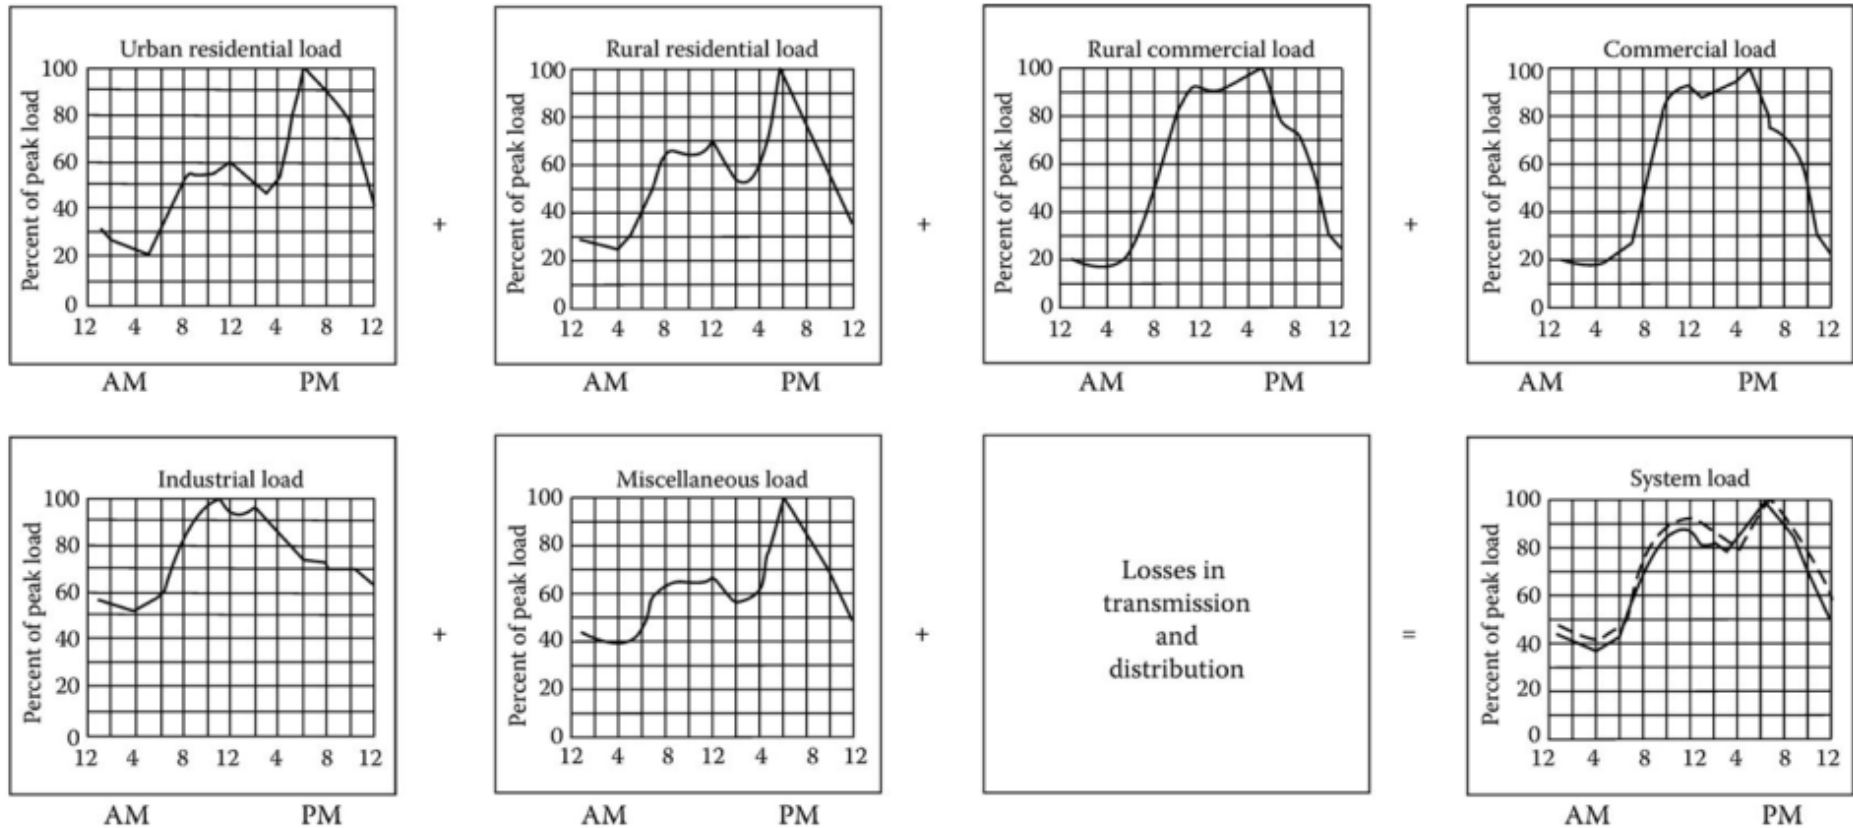 Urban residential load
Percent of peak load
100
80
60
40
20
0
12 4 8 12 4 8 12
AM PM
+
Rural residential load
Percent of peak load
100
80
60
40
20
0
12 4 8 12 4 8 12
AM PM
+
Rural commercial load
Percent of peak load
100
80
60
40
20
0
12 4 8 12 4 8 12
AM PM
+
Commercial load
Percent of peak load
100
80
60
40
20
0
12 4 8 12 4 8 12
AM PM
Industrial load
Percent of peak load
100
80
60
40
20
0
12 4 8 12 4 8 12
AM PM
+
Miscellaneous load
Percent of peak load
100
80
60
40
20
0
12 4 8 12 4 8 12
AM PM
+
Losses in
transmission
and
distribution
=
System load
Percent of peak load
100
80
60
40
20
0
12 4 8 12 4 8 12
AM PM